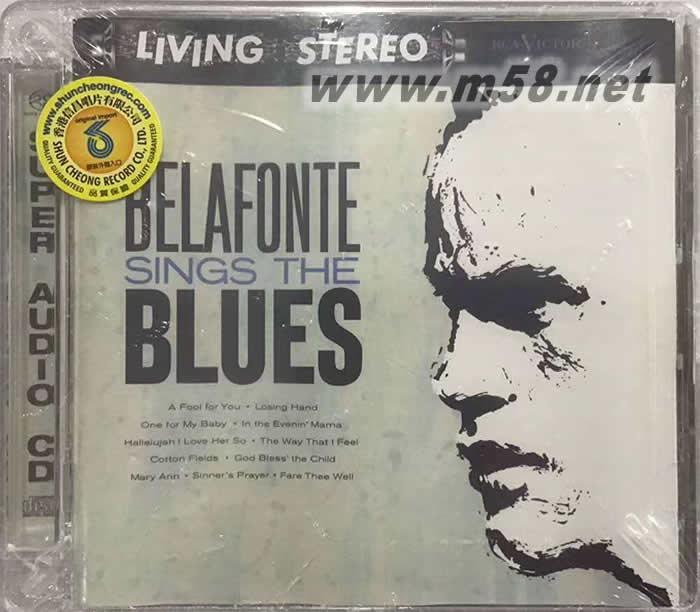 LIVING STEREO
RCA VICTOR
www.m58.net
www.shuncheongrec.com
香港信昌唱片有限公司
original import
原裝外國入口
SHUN CHEONG RECORD CO., LTD.
QUALITY GUARANTEED
品質保證
QUALITY GUARANTEED
SUPER AUDIO CD
BELAFONTE
SINGS THE
BLUES
A Fool for You • Losing Hand
One for My Baby • In the Evenin' Mama
Hallelujah I Love Her So • The Way That I Feel
Cotton Fields • God Bless' the Child
Mary Ann • Sinner's Prayer • Fare Thee Well